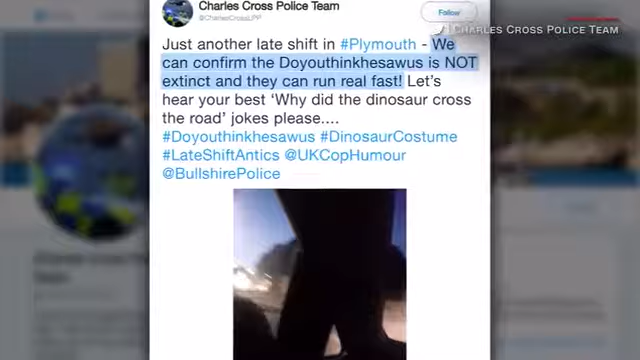 Charles Cross Police Team
@CharlesCrossLPP
Follow
CHARLES CROSS POLICE TEAM
Just another late shift in #Plymouth - We
can confirm the Doyouthinkhesawus is NOT
extinct and they can run real fast! Let's
hear your best 'Why did the dinosaur cross
the road' jokes please....
#Doyouthinkhesawus #DinosaurCostume
#LateShiftAntics @UKCopHumour
@BullshirePolice